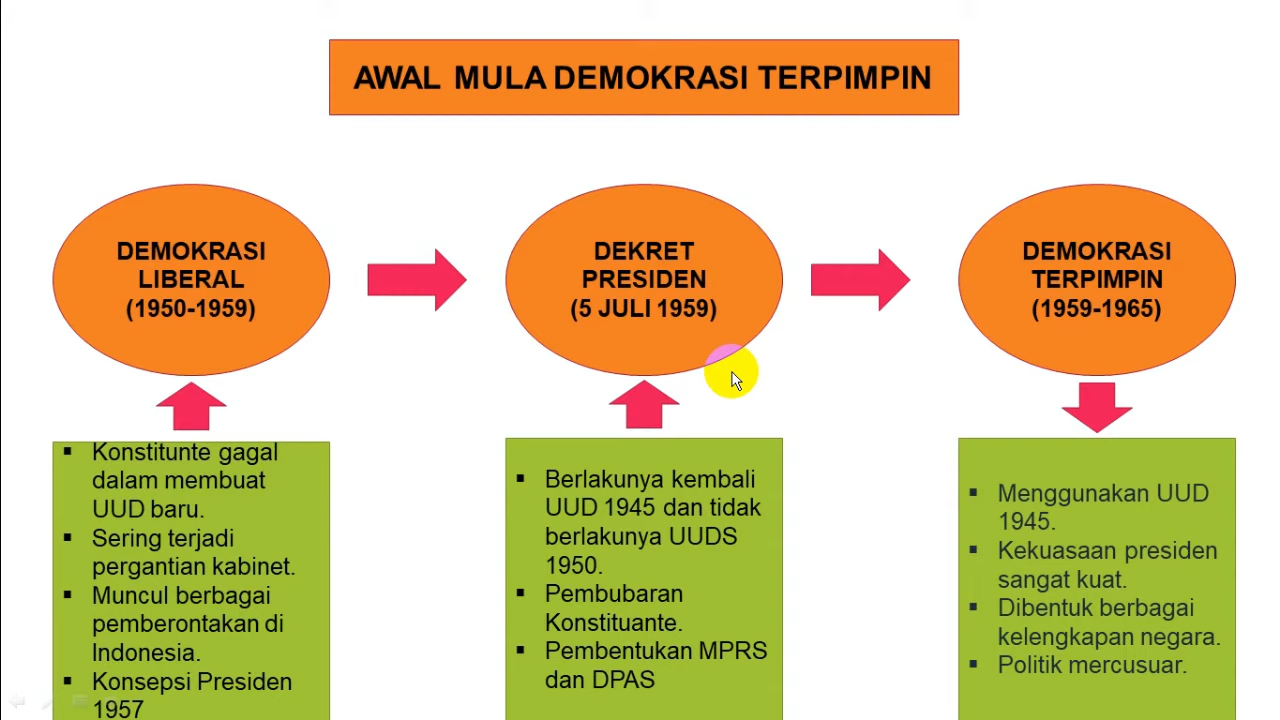 AWAL MULA DEMOKRASI TERPIMPIN
DEMOKRASI
LIBERAL
(1950-1959)
DEKRET
PRESIDEN
(5 JULI 1959)
DEMOKRASI
TERPIMPIN
(1959-1965)
▪ Konstitunte gagal
dalam membuat
UUD baru.
▪ Sering terjadi
pergantian kabinet.
▪ Muncul berbagai
pemberontakan di
Indonesia.
▪ Konsepsi Presiden
1957
▪ Berlakunya kembali
UUD 1945 dan tidak
berlakunya UUDS
1950.
▪ Pembubaran
Konstituante.
▪ Pembentukan MPRS
dan DPAS
▪ Menggunakan UUD
1945.
▪ Kekuasaan presiden
sangat kuat.
▪ Dibentuk berbagai
kelengkapan negara.
▪ Politik mercusuar.